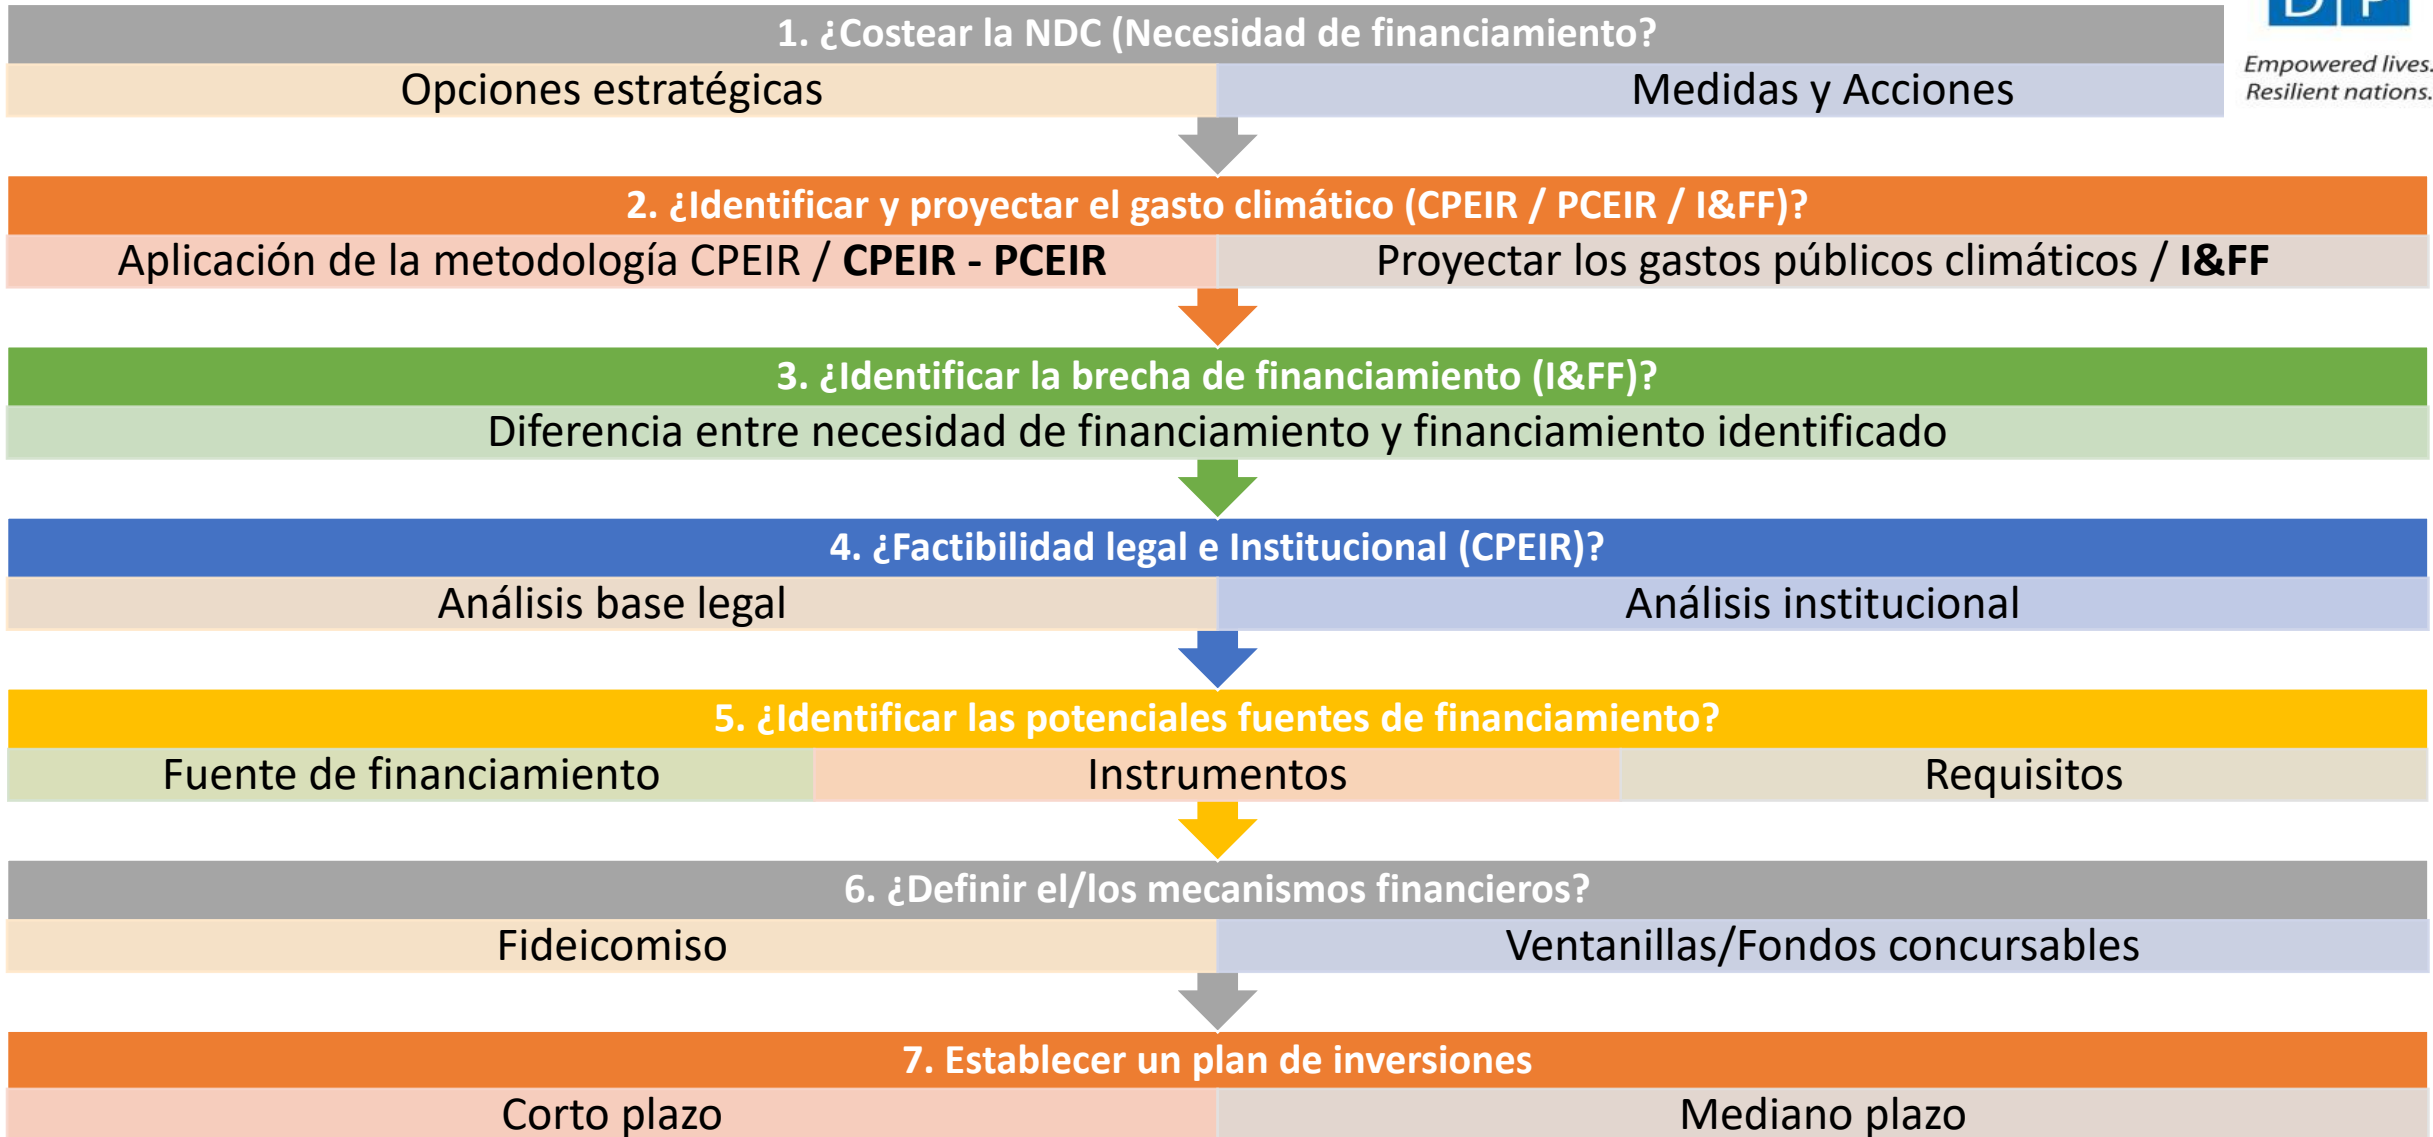 1. ¿Costear la NDC (Necesidad de financiamiento?
Opciones estratégicas
Medidas y Acciones
D P
Empowered lives.
Resilient nations.
2. ¿Identificar y proyectar el gasto climático (CPEIR / PCEIR / I&FF)?
Aplicación de la metodología CPEIR / CPEIR - PCEIR
Proyectar los gastos públicos climáticos / I&FF
3. ¿Identificar la brecha de financiamiento (I&FF)?
Diferencia entre necesidad de financiamiento y financiamiento identificado
4. ¿Factibilidad legal e Institucional (CPEIR)?
Análisis base legal
Análisis institucional
5. ¿Identificar las potenciales fuentes de financiamiento?
Fuente de financiamiento
Instrumentos
Requisitos
6. ¿Definir el/los mecanismos financieros?
Fideicomiso
Ventanillas/Fondos concursables
7. Establecer un plan de inversiones
Corto plazo
Mediano plazo